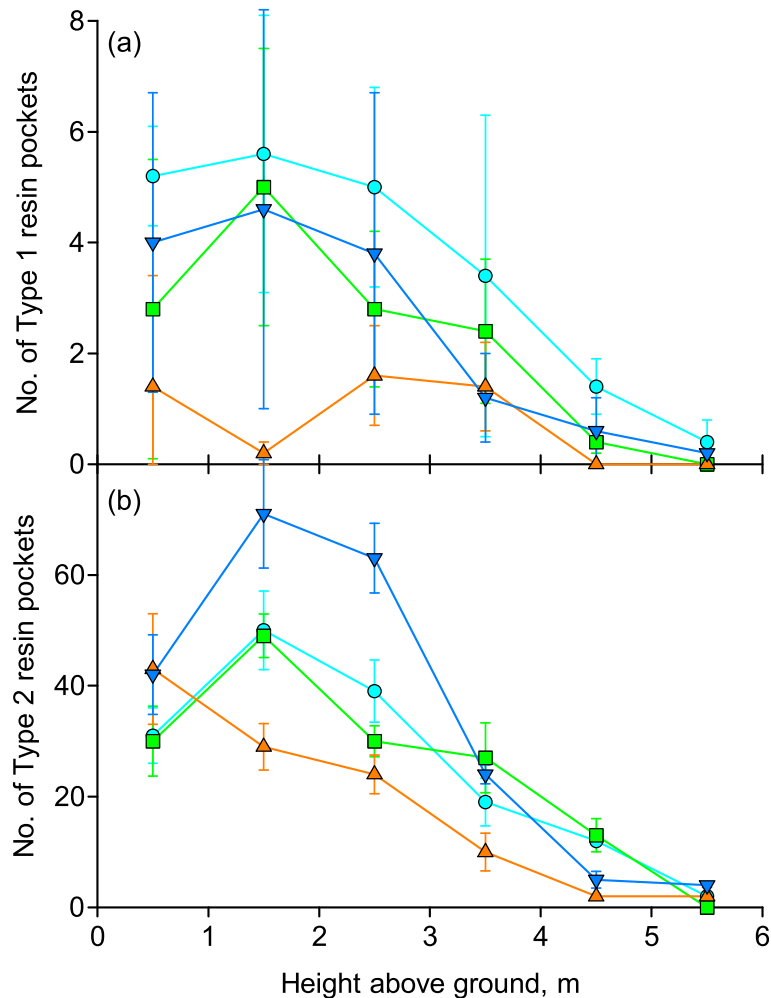 (a)
No. of Type 1 resin pockets
8
6
4
2
0
(b)
No. of Type 2 resin pockets
60
40
20
0
0 1 2 3 4 5 6
Height above ground, m